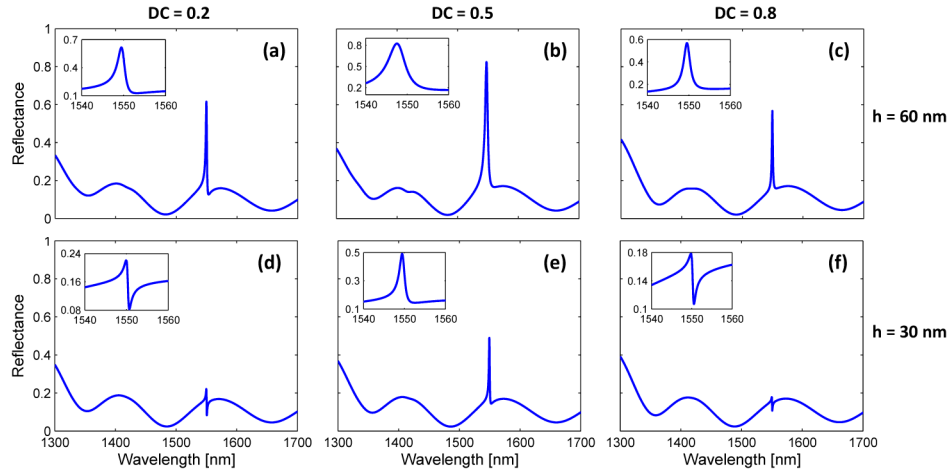 DC = 0.2 DC = 0.5 DC = 0.8
1 0.8 0.6 0.4 0.2 0
Reflectance
0.7 0.4 0.1
1540 1550 1560
(a)
0.8 0.5 0.2
1540 1550 1560
(b)
0.6 0.4 0.2
1540 1550 1560
(c)
h = 60 nm
1 0.8 0.6 0.4 0.2 0
Reflectance
0.24 0.16 0.08
1540 1550 1560
(d)
0.5 0.3 0.1
1540 1550 1560
(e)
0.18 0.14 0.1
1540 1550 1560
(f)
h = 30 nm
1300 1400 1500 1600 1700
1300 1400 1500 1600 1700
1300 1400 1500 1600 1700
Wavelength [nm] Wavelength [nm] Wavelength [nm]